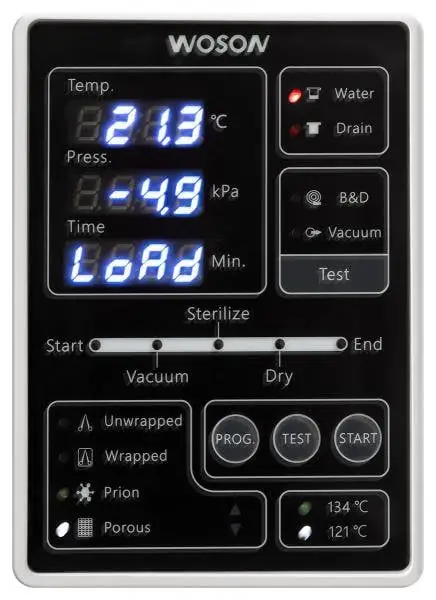 WOSON
Temp.
21.3 °C
Press.
-4.9 kPa
Time
LoAd Min.
Water
Drain
B&D
Vacuum
Test
Sterilize
Start End
Vacuum Dry
Unwrapped
Wrapped
Prion
Porous
PROG. TEST START
134 °C
121 °C